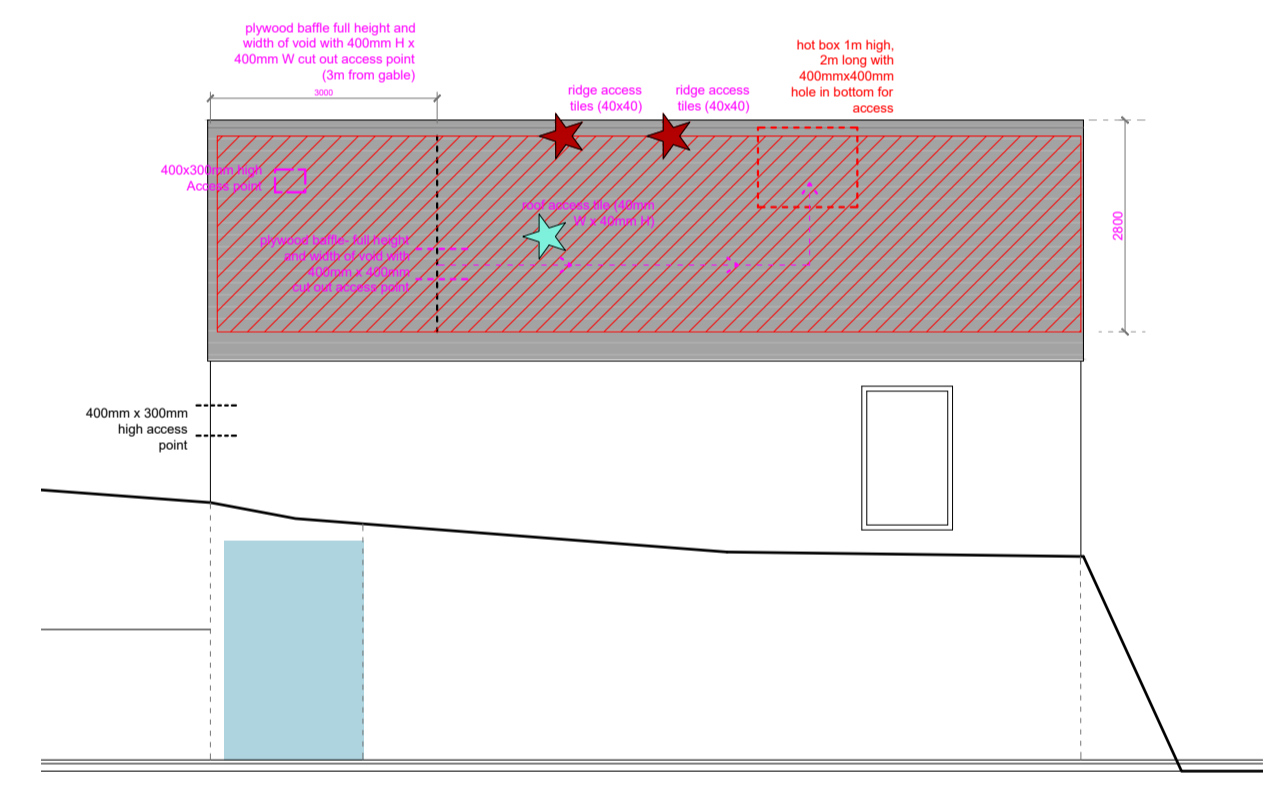 plywood baffle full height and
width of void with 400mm H x
400mm W cut out access point
(3m from gable)
3000
ridge access
tiles (40x40)
ridge access
tiles (40x40)
hot box 1m high,
2m long with
400mmx400mm
hole in bottom for
access
400x300mm high
Access point
roof access tile (40mm
W x 40mm H)
plywood baffle- full height
and width of void with
400mm x 400mm
cut out access point
2800
400mm x 300mm
high access
point